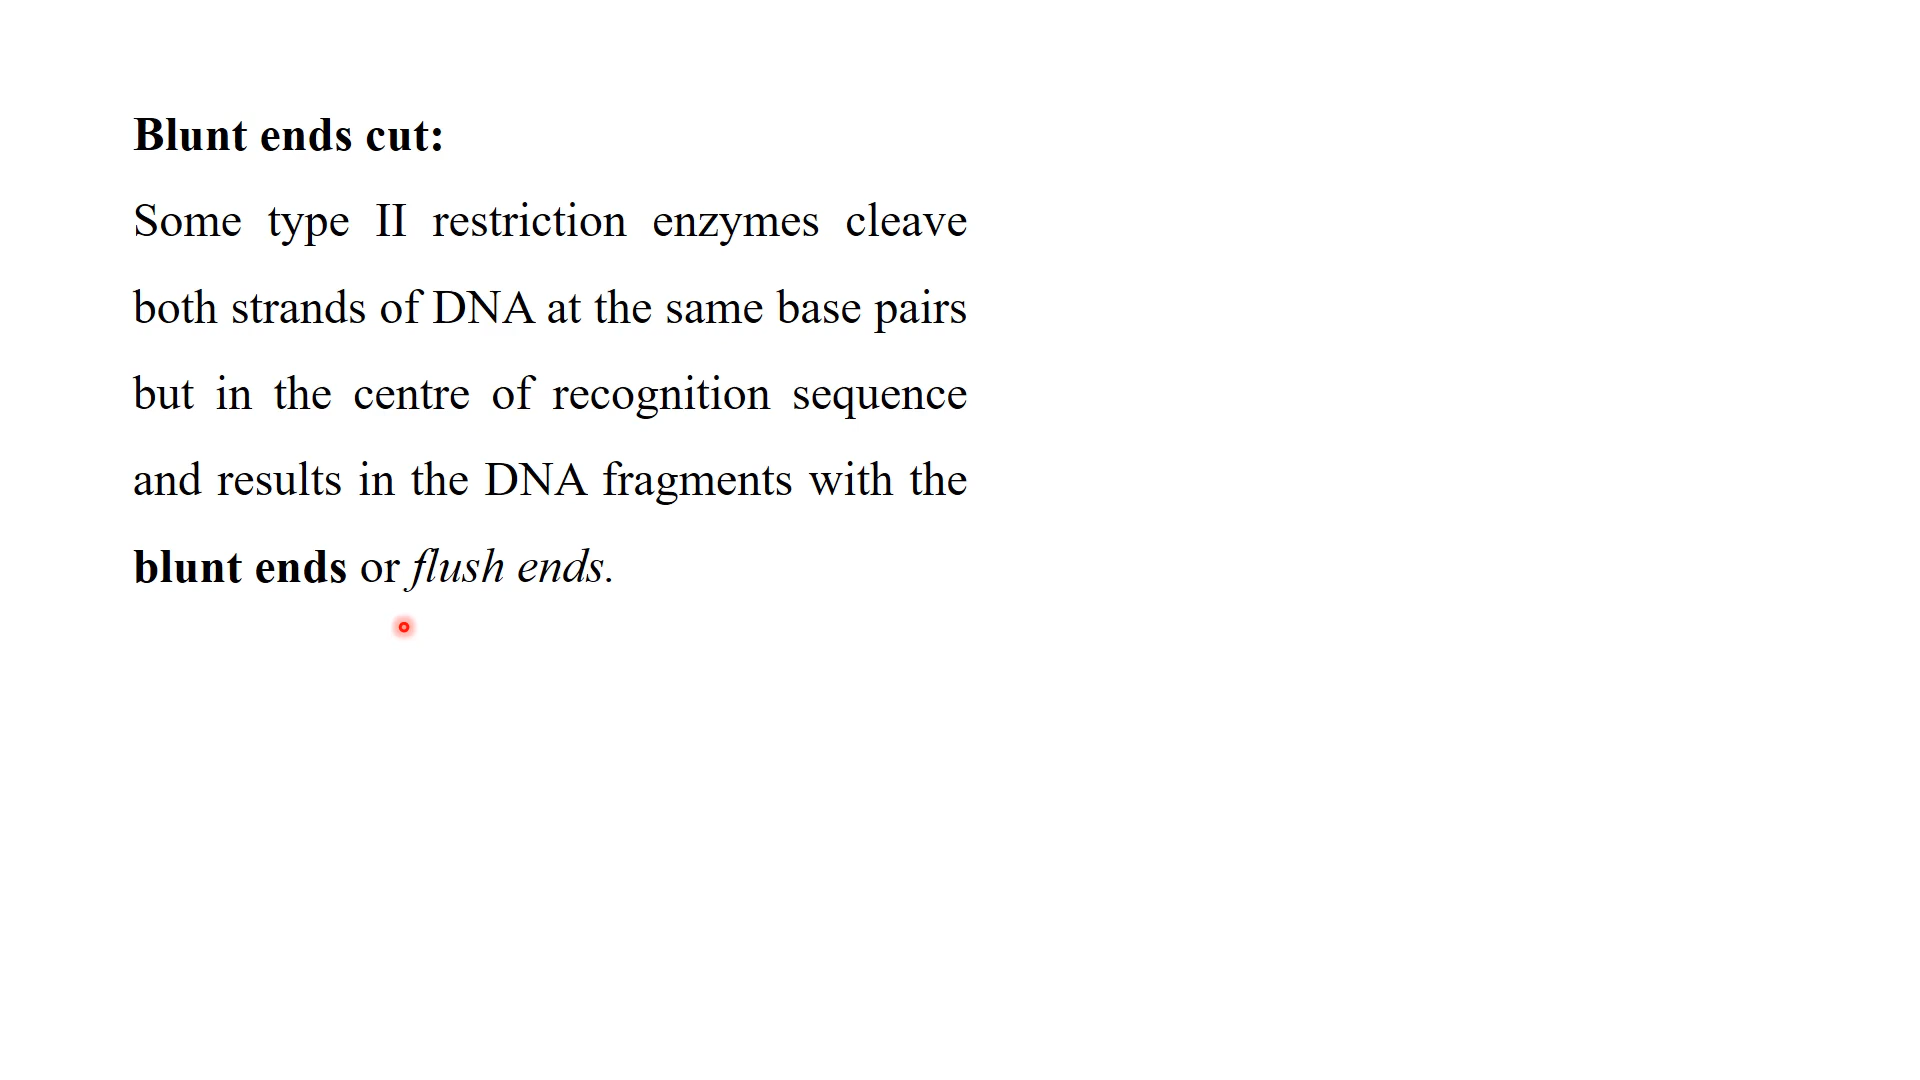 Blunt ends cut:
Some type II restriction enzymes cleave
both strands of DNA at the same base pairs
but in the centre of recognition sequence
and results in the DNA fragments with the
blunt ends or flush ends.